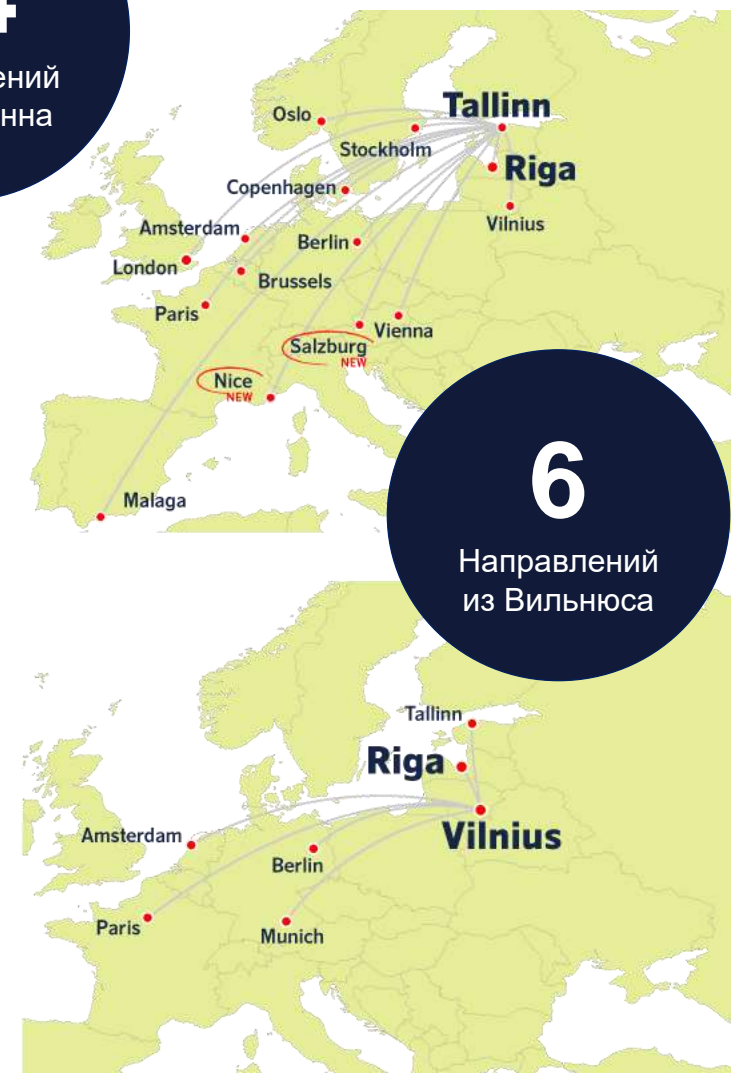 4
ений
нна
Oslo
Tallinn
Stockholm
Riga
Copenhagen
Vilnius
Amsterdam
Berlin
London
Brussels
Paris
Vienna
Salzburg
NEW
Nice
NEW
Malaga
6
Направлений
из Вильнюса
Tallinn
Riga
Vilnius
Amsterdam
Berlin
Paris
Munich